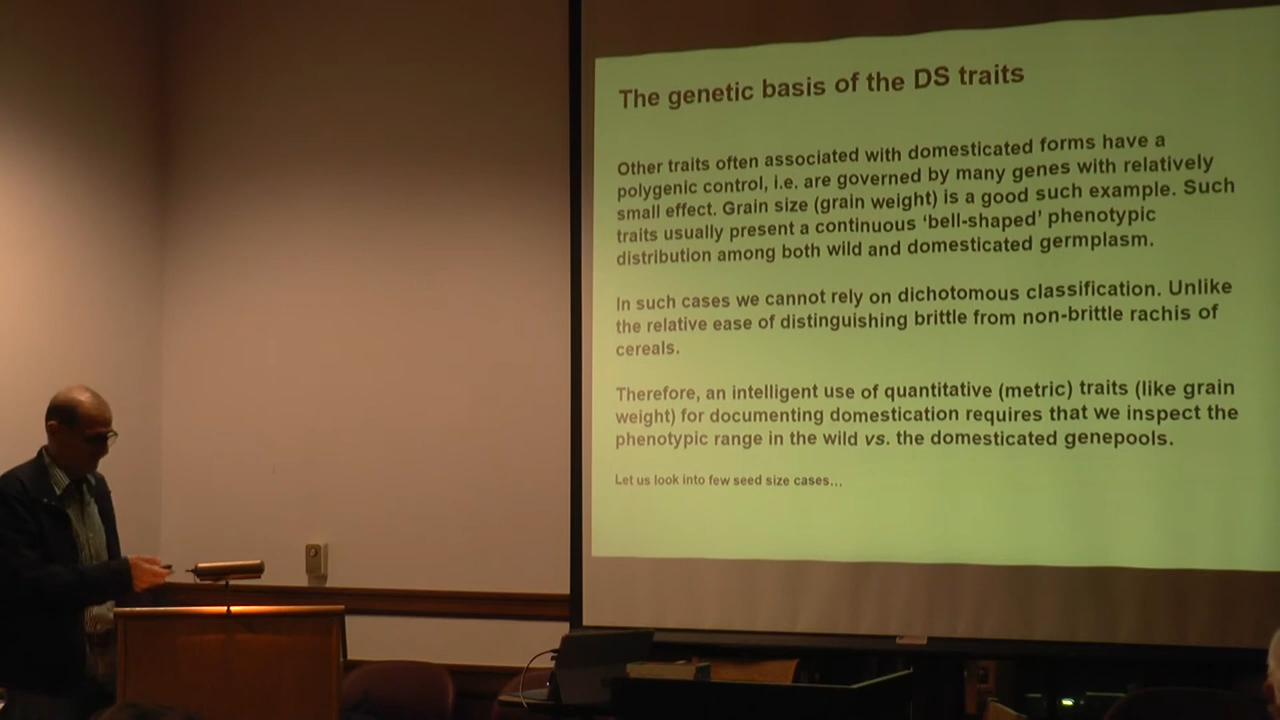 The genetic basis of the DS traits
Other traits often associated with domesticated forms have a
polygenic control, i.e. are governed by many genes with relatively
small effect. Grain size (grain weight) is a good such example. Such
traits usually present a continuous ‘bell-shaped’ phenotypic
distribution among both wild and domesticated germplasm.
In such cases we cannot rely on dichotomous classification. Unlike
the relative ease of distinguishing brittle from non-brittle rachis of
cereals.
Therefore, an intelligent use of quantitative (metric) traits (like grain
weight) for documenting domestication requires that we inspect the
phenotypic range in the wild vs. the domesticated genepools.
Let us look into few seed size cases…